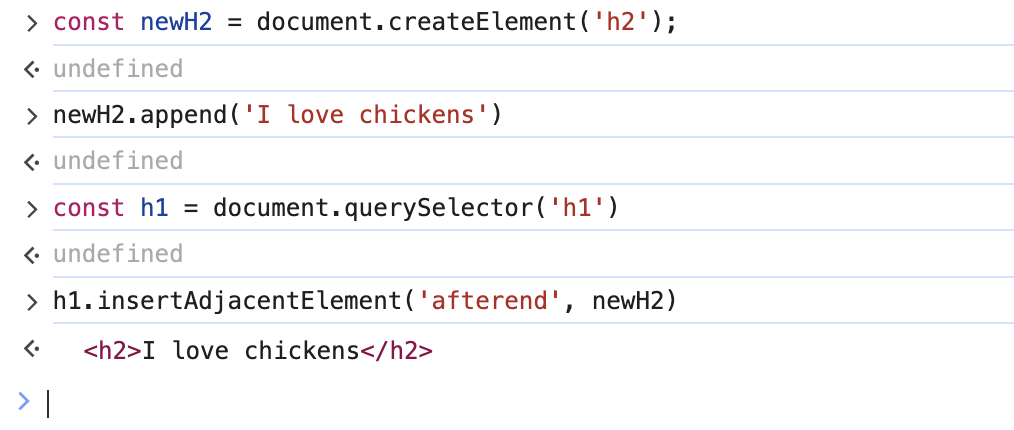 > const newH2 = document.createElement('h2');
undefined
> newH2.append('I love chickens')
undefined
> const h1 = document.querySelector('h1')
undefined
> h1.insertAdjacentElement('afterend', newH2)
<h2>I love chickens</h2>
>